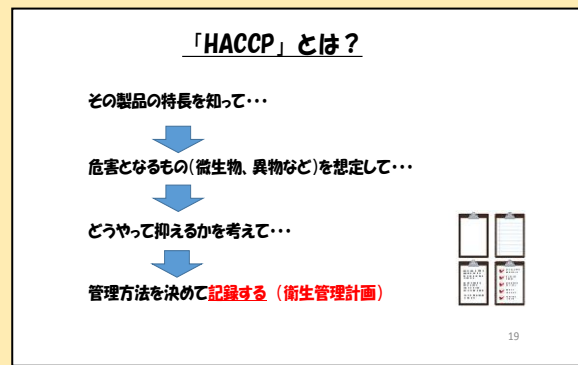 「HACCP」とは？
その製品の特長を知って･･･
危害となるもの(微生物、異物など)を想定して･･･
どうやって抑えるかを考えて･･･
管理方法を決めて記録する（衛生管理計画）
19